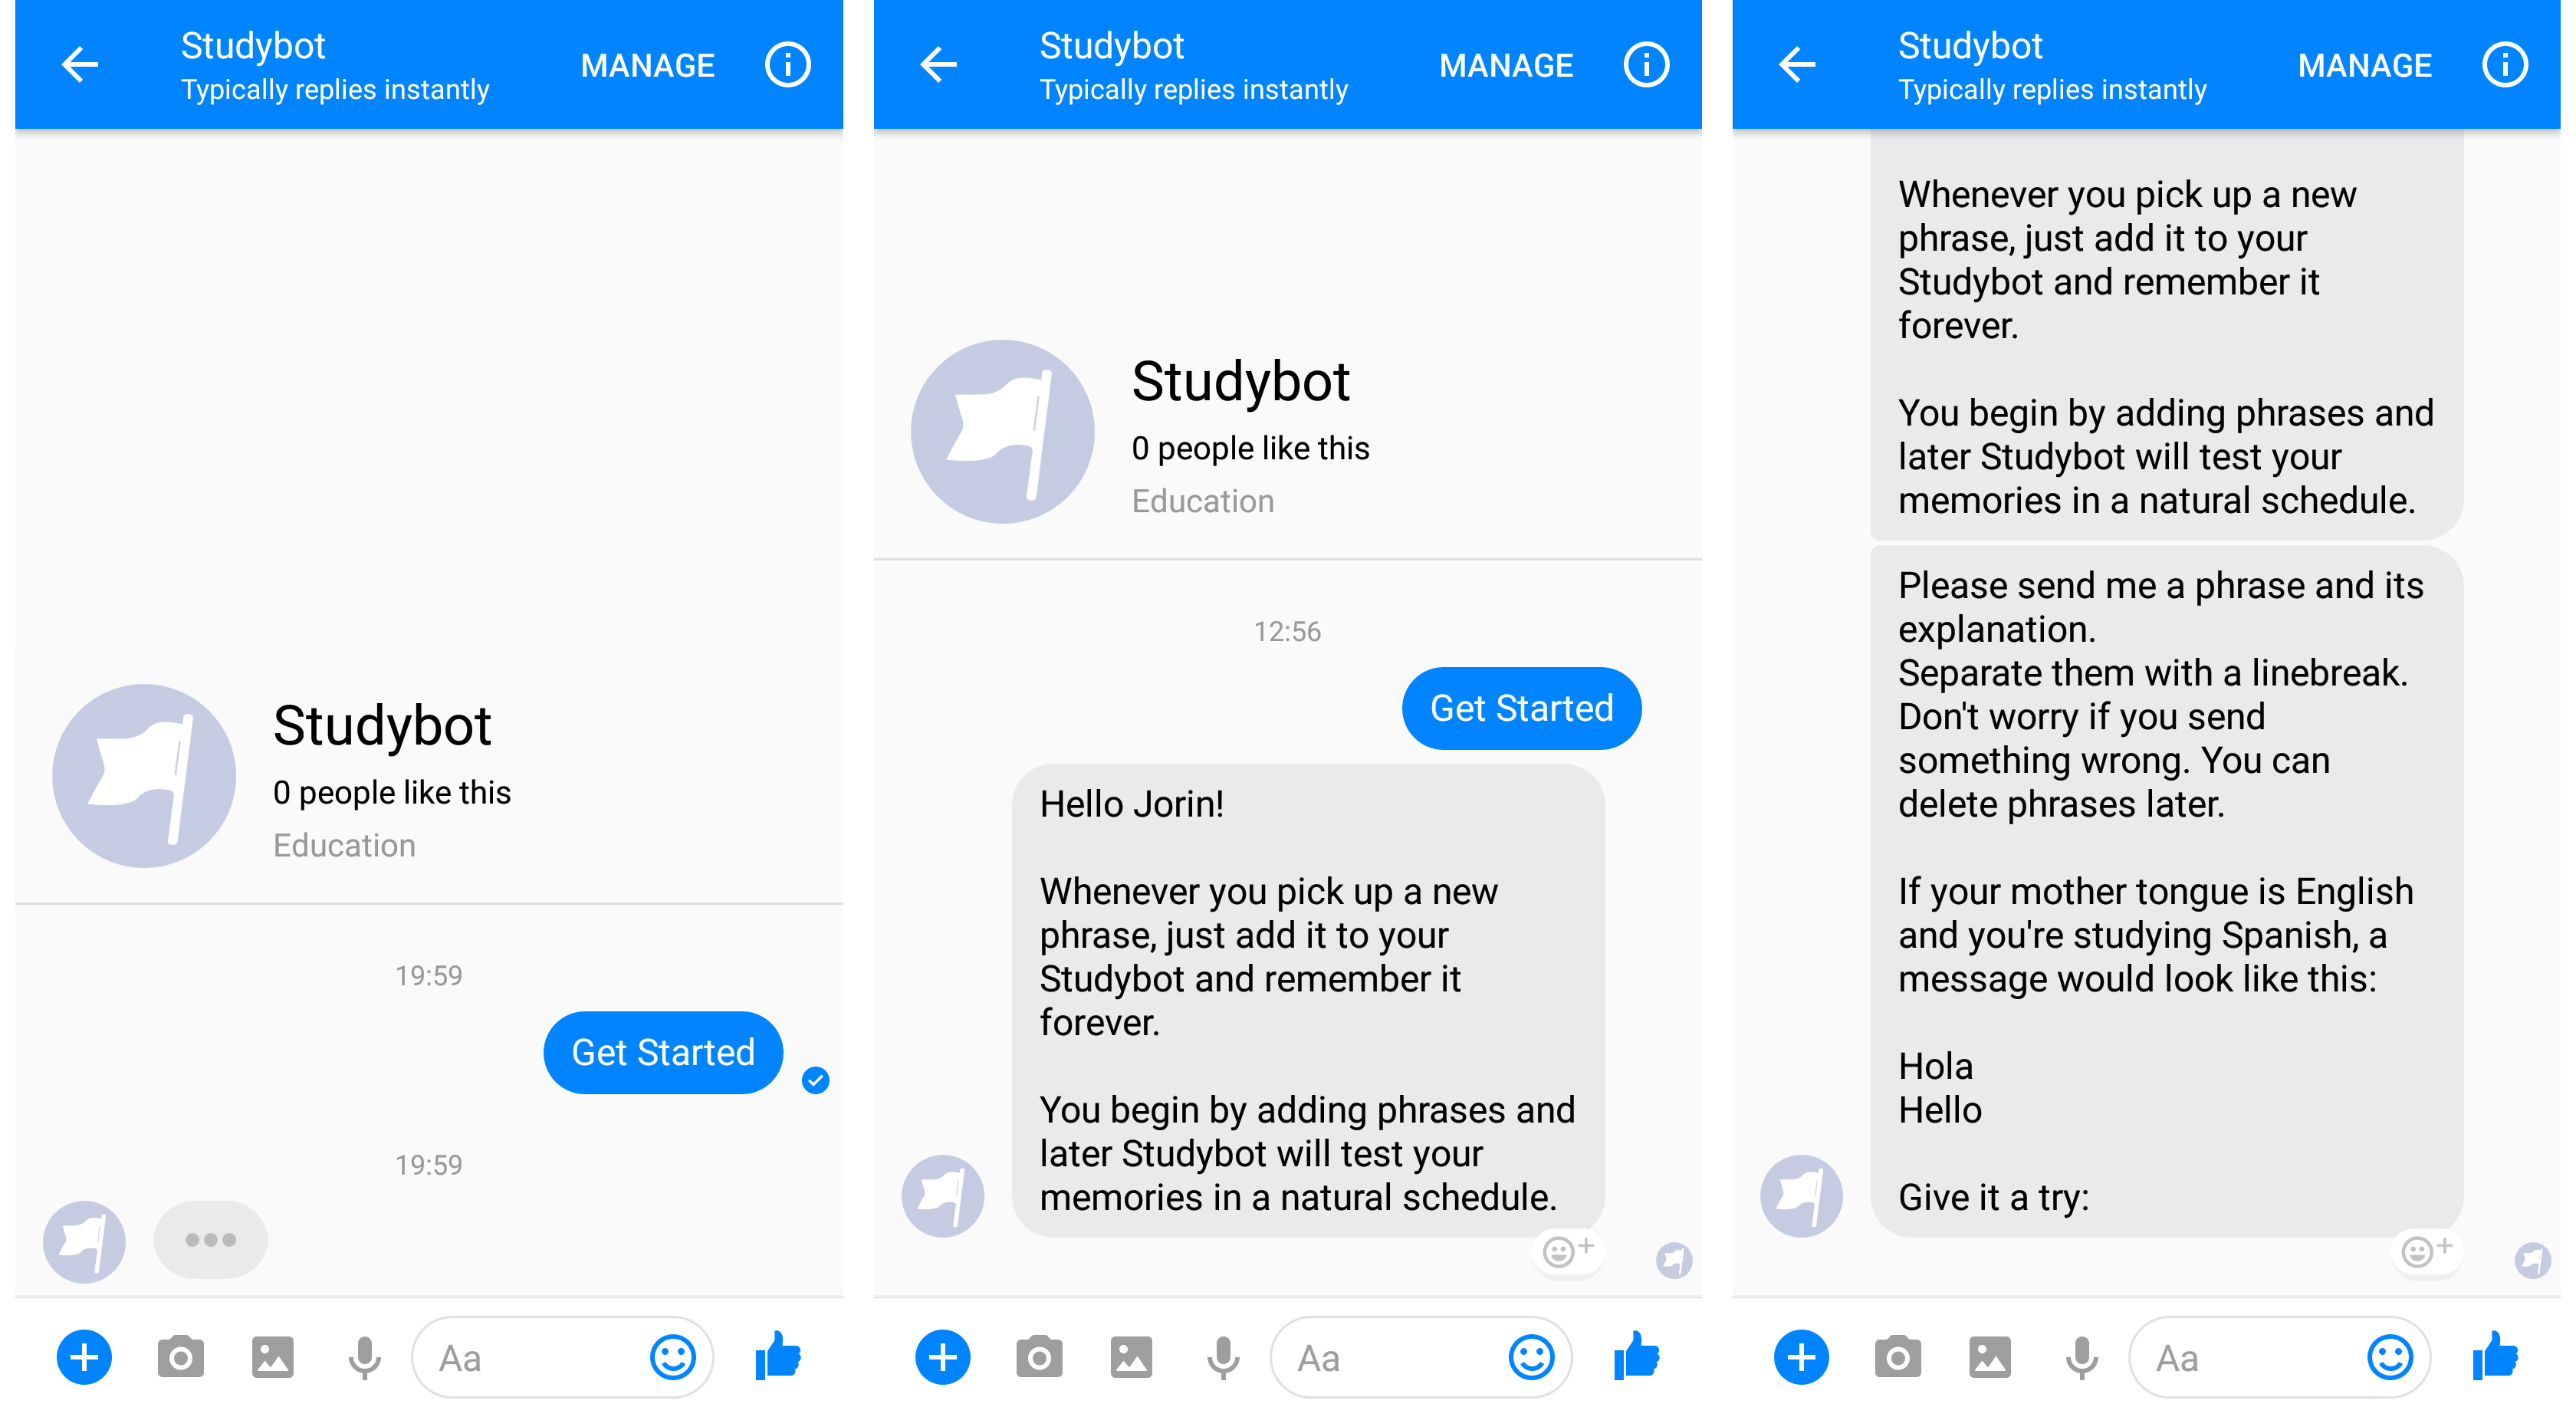 Studybot
Typically replies instantly
MANAGE
Studybot
0 people like this
Education
19:59
Get Started
19:59
Aa
Studybot
Typically replies instantly
MANAGE
Studybot
0 people like this
Education
12:56
Get Started
Hello Jorin!
Whenever you pick up a new
phrase, just add it to your
Studybot and remember it
forever.
You begin by adding phrases and
later Studybot will test your
memories in a natural schedule.
Aa
Studybot
Typically replies instantly
MANAGE
Whenever you pick up a new
phrase, just add it to your
Studybot and remember it
forever.
You begin by adding phrases and
later Studybot will test your
memories in a natural schedule.
Please send me a phrase and its
explanation.
Separate them with a linebreak.
Don't worry if you send
something wrong. You can
delete phrases later.
If your mother tongue is English
and you're studying Spanish, a
message would look like this:
Hola
Hello
Give it a try:
Aa